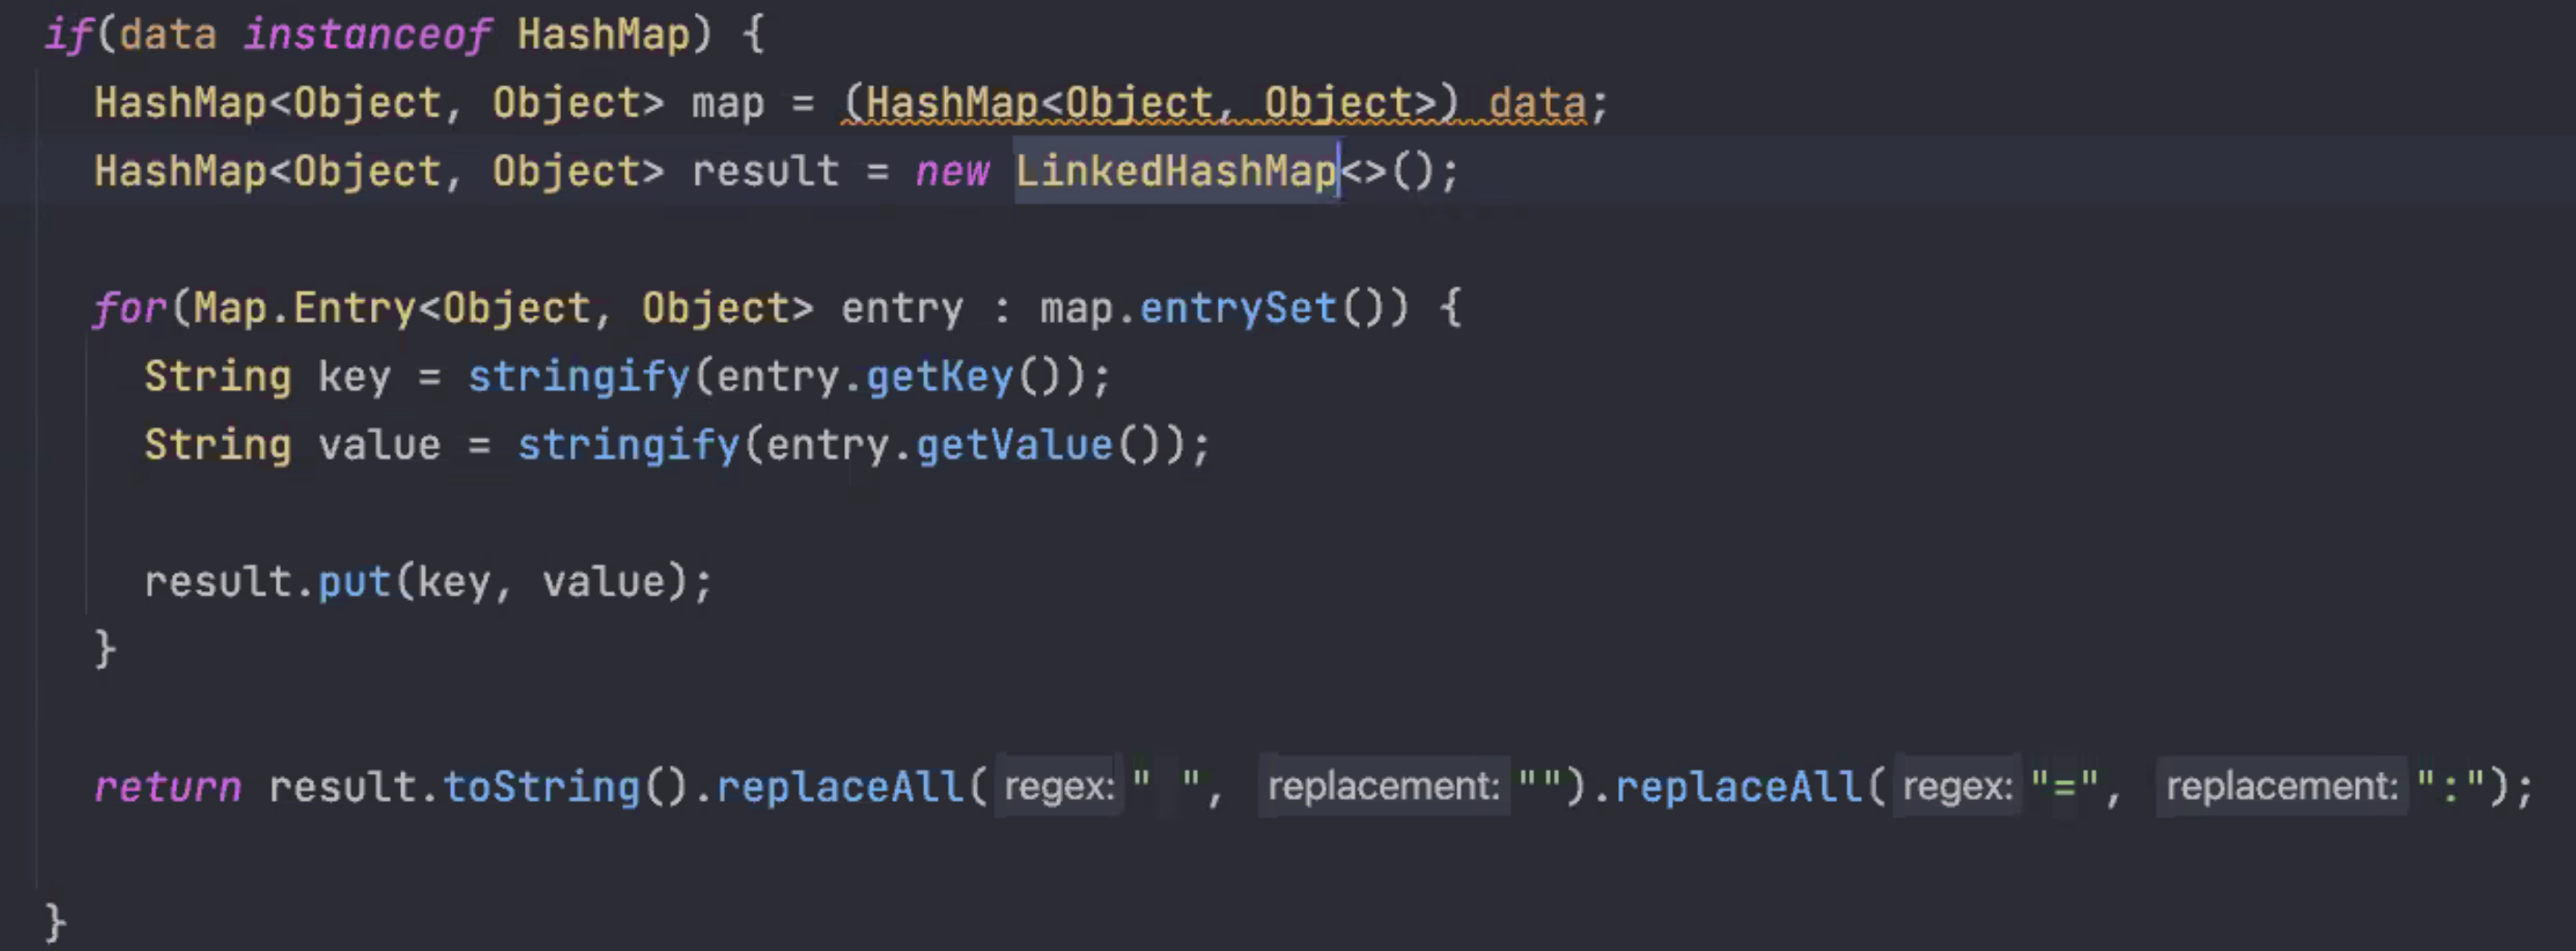 if(data instanceof HashMap) {
HashMap<Object, Object> map = (HashMap<Object, Object>) data;
HashMap<Object, Object> result = new LinkedHashMap<>();
for(Map.Entry<Object, Object> entry : map.entrySet()) {
String key = stringify(entry.getKey());
String value = stringify(entry.getValue());
result.put(key, value);
}
return result.toString().replaceAll( regex: " ", replacement: "").replaceAll( regex: "=", replacement: ":");
}